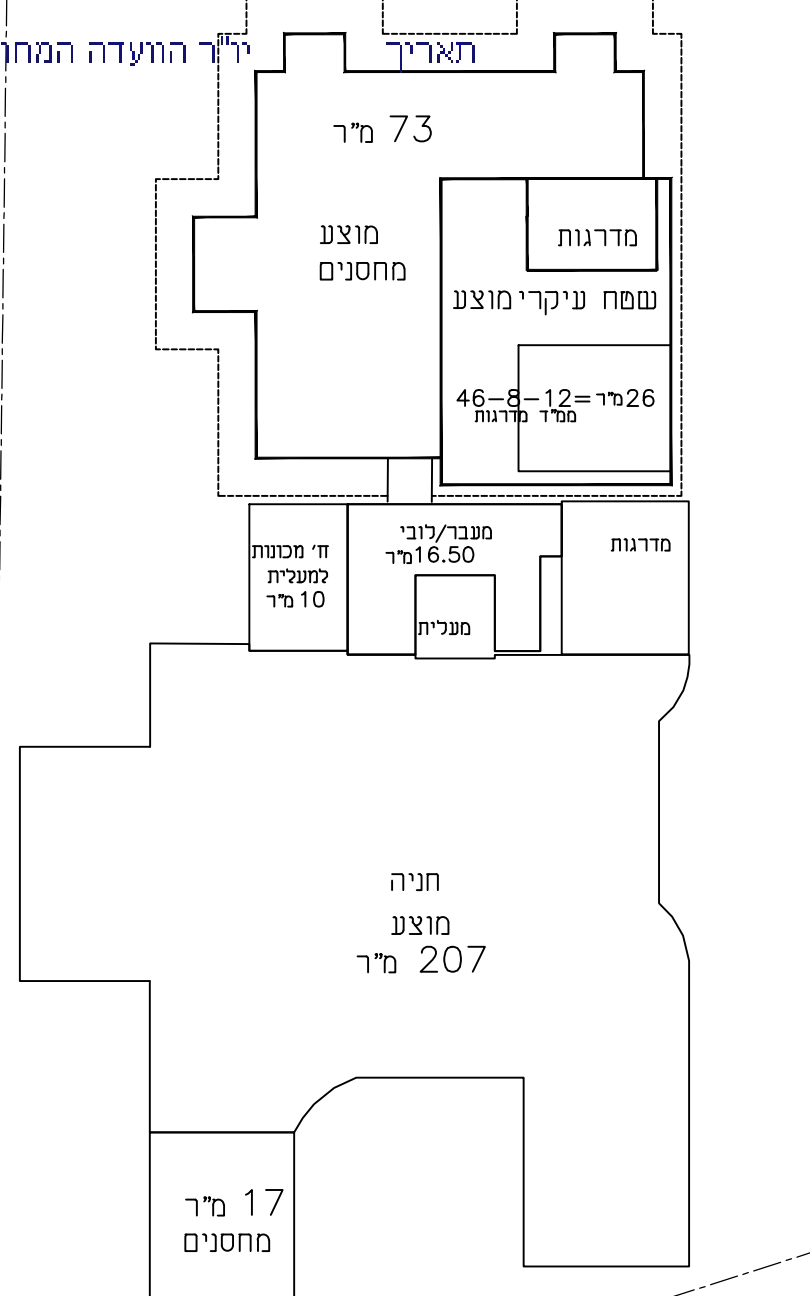 תאריך
יו"ר הוועדה המחו
73 מ"ר
מוצע
מחסנים
מדרגות
שטח עיקרי מוצע
46-8-12=26מ"ר
ממ"ד מדרגות
מעבר/לובי
16.50מ"ר
מעלית
מדרגות
ח' מכונות
למעלית
10 מ"ר
חניה
מוצע
207 מ"ר
17 מ"ר
מחסנים